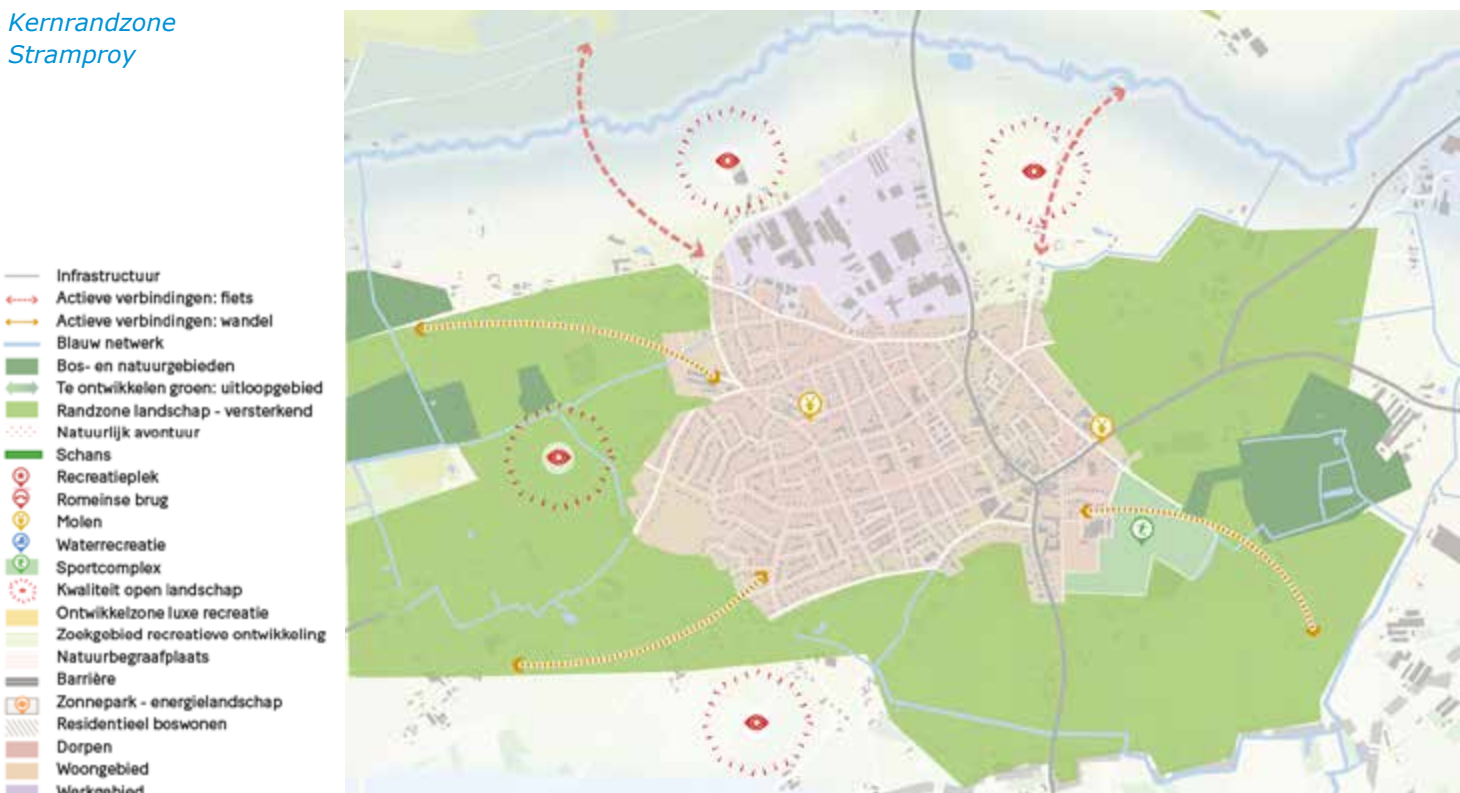 Kernrandzone
Stramproy
Infrastructuur
Actieve verbindingen: fiets
Actieve verbindingen: wandel
Blauw netwerk
Bos- en natuurgebieden
Te ontwikkelen groen: uitloopgebied
Randzone landschap - versterkend
Natuurlijk avontuur
Schans
Recreatieplek
Romeinse brug
Molen
Waterrecreatie
Sportcomplex
Kwaliteit open landschap
Ontwikkelzone luxe recreatie
Zoekgebied recreatieve ontwikkeling
Natuurbegraafplaats
Barrière
Zonnepark - energielandschap
Residentieel boswonen
Dorpen
Woongebied
Werkgebied